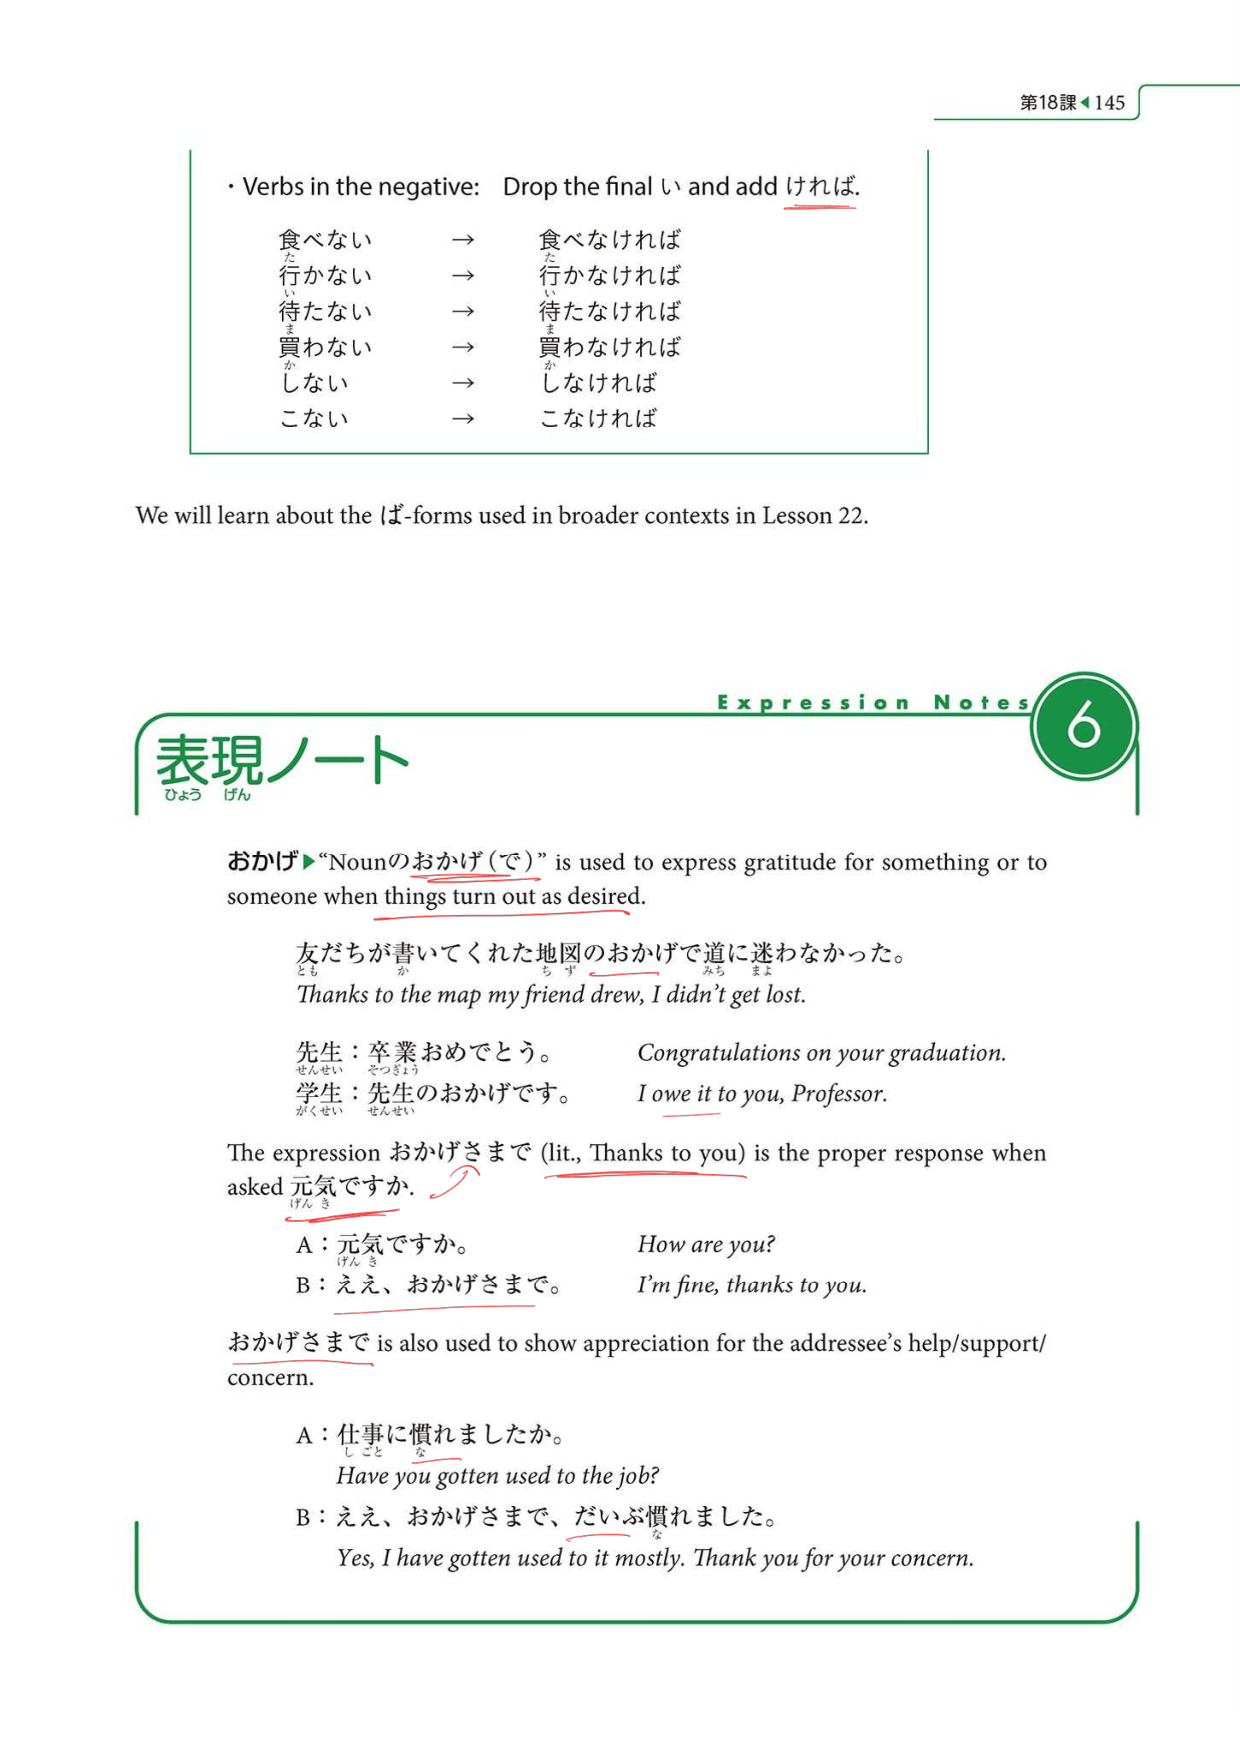 第18課◀145
・Verbs in the negative: Drop the final い and add ければ.
食べない → 食べなければ
た た
行かない → 行かなければ
い い
待たない → 待たなければ
ま ま
買わない → 買わなければ
か か
しない → しなければ
こない → こなければ
We will learn about the ば-forms used in broader contexts in Lesson 22.
Expression Notes 6
表現ノート
ひょう げん
おかげ▶“Nounのおかげ(で)” is used to express gratitude for something or to
someone when things turn out as desired.
友だちが書いてくれた地図のおかげで道に迷わなかった。
とも か ち ず みち まよ
Thanks to the map my friend drew, I didn’t get lost.
先生：卒業おめでとう。 Congratulations on your graduation.
せんせい そつぎょう
学生：先生のおかげです。 I owe it to you, Professor.
がくせい せんせい
The expression おかげさまで (lit., Thanks to you) is the proper response when
asked 元気ですか.
げん き
A：元気ですか。 How are you?
げん き
B：ええ、おかげさまで。 I’m fine, thanks to you.
おかげさまで is also used to show appreciation for the addressee’s help/support/
concern.
A：仕事に慣れましたか。
し ごと な
Have you gotten used to the job?
B：ええ、おかげさまで、だいぶ慣れました。
な
Yes, I have gotten used to it mostly. Thank you for your concern.